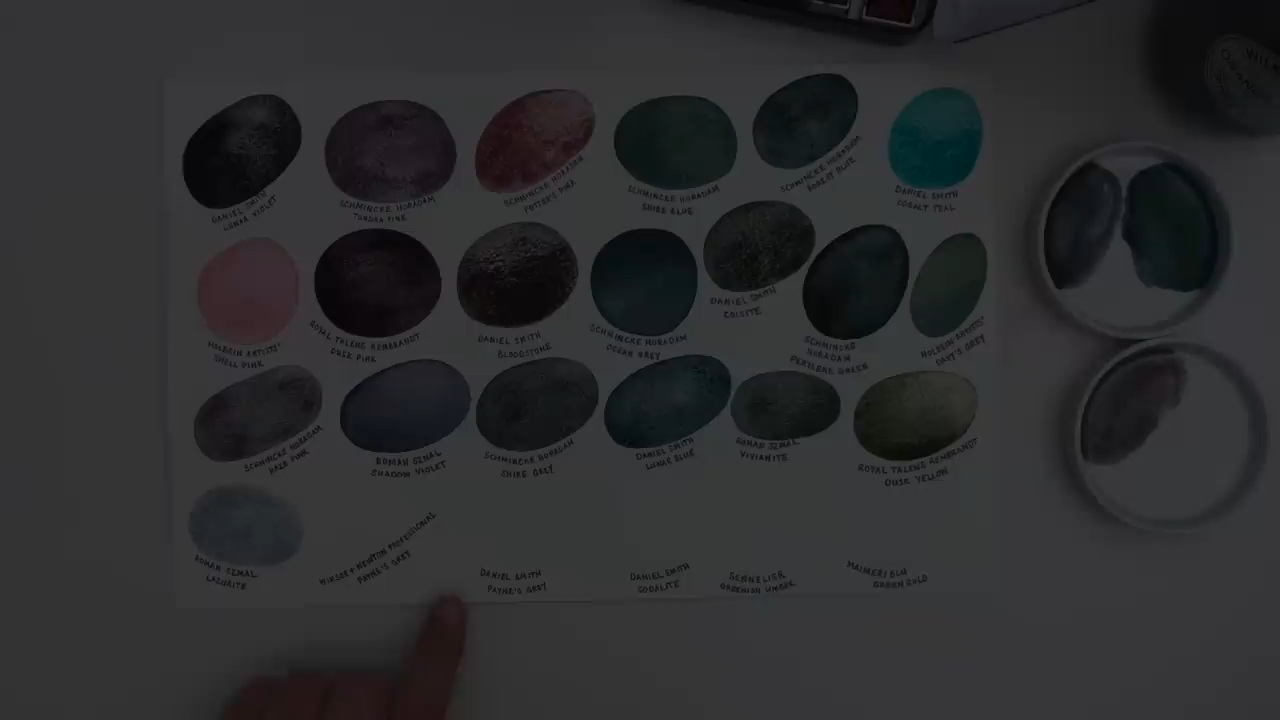 DANIEL SMITH
LUNAR VIOLET
SCHMINCKE HORADAM
TUNDRA PINK
SCHMINCKE HORADAM
POTTER'S PINK
SCHMINCKE HORADAM
SHIRE BLUE
SCHMINCKE HORADAM
FOREST BLUE
DANIEL SMITH
COBALT TEAL
HOLBEIN ARTISTS'
SHELL PINK
ROYAL TALENS REMBRANDT
DUSK PINK
DANIEL SMITH
BLOODSTONE
SCHMINCKE HORADAM
OCEAN GREY
DANIEL SMITH
ZOISITE
SCHMINCKE
HORADAM
PERYLENE GREEN
HOLBEIN ARTISTS'
DAVY'S GREY
SCHMINCKE HORADAM
HAZE PINK
ROMAN SZMAL
SHADOW VIOLET
SCHMINCKE HORADAM
SHIRE GREY
DANIEL SMITH
LUNAR BLUE
ROMAN SZMAL
VIVIANITE
ROYAL TALENS REMBRANDT
DUSK YELLOW
ROMAN SZMAL
LAZURITE
WINSOR + NEWTON PROFESSIONAL
PAYNE'S GREY
DANIEL SMITH
PAYNE'S GREY
DANIEL SMITH
SODALITE
SENNELIER
GREENISH UMBER
MAIMERI BLU
GREEN GOLD